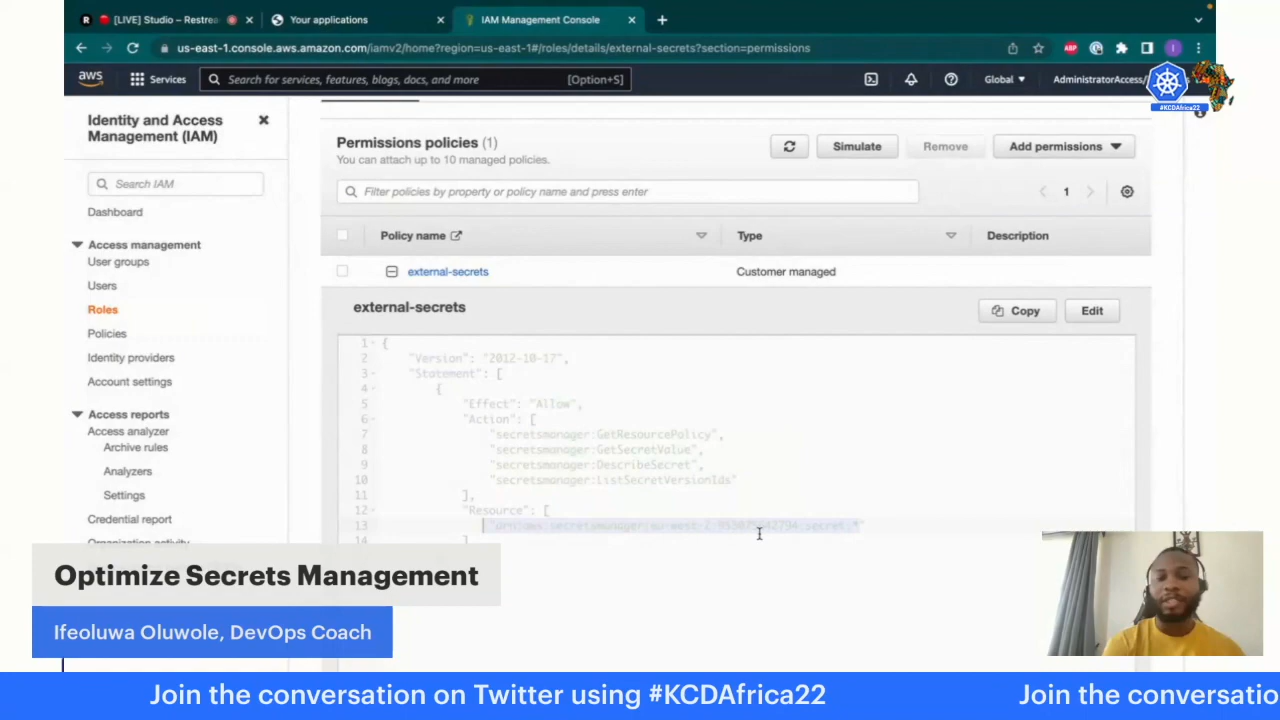 [LIVE] Studio – Restrea
Your applications
IAM Management Console
us-east-1.console.aws.amazon.com/iamv2/home?region=us-east-1#/roles/details/external-secrets?section=permissions
aws
Services
Search for services, features, blogs, docs, and more
[Option+S]
Global
AdministratorAccess/
#KCDAfrica22
Identity and Access
Management (IAM)
Search IAM
Dashboard
Access management
User groups
Users
Roles
Policies
Identity providers
Account settings
Access reports
Access analyzer
Archive rules
Analyzers
Settings
Credential report
Organization activity
Permissions policies (1)
You can attach up to 10 managed policies.
Simulate
Remove
Add permissions
Filter policies by property or policy name and press enter
1
Policy name
Type
Description
external-secrets
Customer managed
external-secrets
Copy
Edit
1 {
2 "Version": "2012-10-17",
3 "Statement": [
4 {
5 "Effect": "Allow",
6 "Action": [
7 "secretsmanager:GetResourcePolicy",
8 "secretsmanager:GetSecretValue",
9 "secretsmanager:DescribeSecret",
10 "secretsmanager:ListSecretVersionIds"
11 ],
12 "Resource": [
13
14 ]
Optimize Secrets Management
Ifeoluwa Oluwole, DevOps Coach
Join the conversation on Twitter using #KCDAfrica22
Join the conversatio